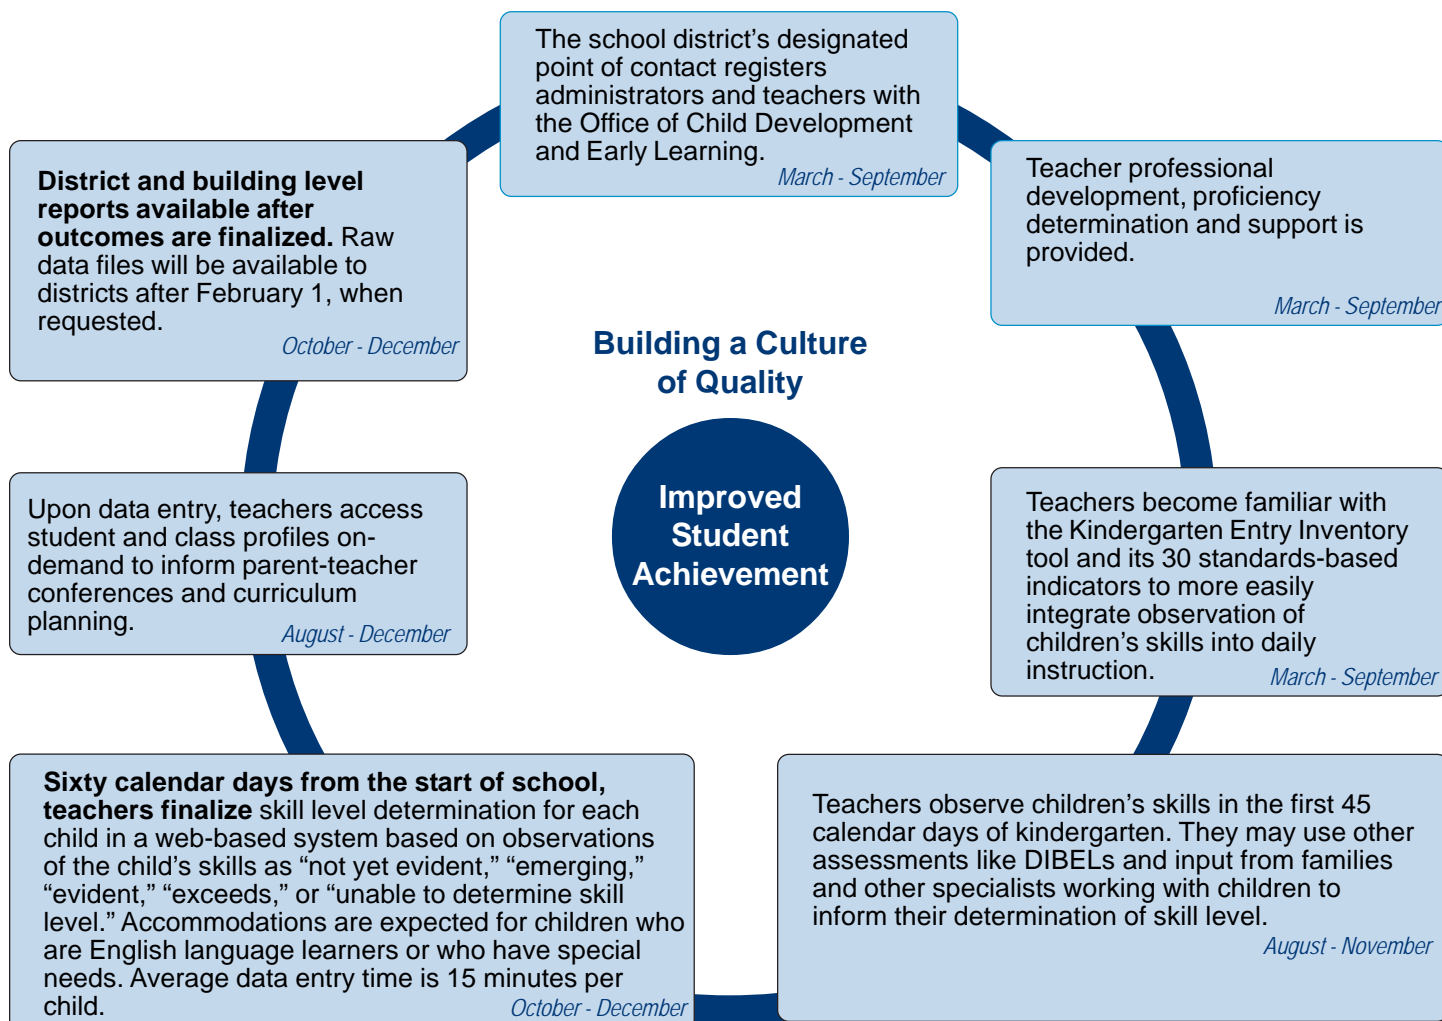 The school district’s designated
point of contact registers
administrators and teachers with
the Office of Child Development
and Early Learning.
March - September
Teacher professional
development, proficiency
determination and support is
provided.
March - September
Teachers become familiar with
the Kindergarten Entry Inventory
tool and its 30 standards-based
indicators to more easily
integrate observation of
children’s skills into daily
instruction.
March - September
Teachers observe children’s skills in the first 45
calendar days of kindergarten. They may use other
assessments like DIBELs and input from families
and other specialists working with children to
inform their determination of skill level.
August - November
Sixty calendar days from the start of school,
teachers finalize skill level determination for each
child in a web-based system based on observations
of the child’s skills as “not yet evident,” “emerging,”
“evident,” “exceeds,” or “unable to determine skill
level.” Accommodations are expected for children who
are English language learners or who have special
needs. Average data entry time is 15 minutes per
child.
October - December
Upon data entry, teachers access
student and class profiles on-
demand to inform parent-teacher
conferences and curriculum
planning.
August - December
District and building level
reports available after
outcomes are finalized. Raw
data files will be available to
districts after February 1, when
requested.
October - December
Building a Culture
of Quality
Improved
Student
Achievement